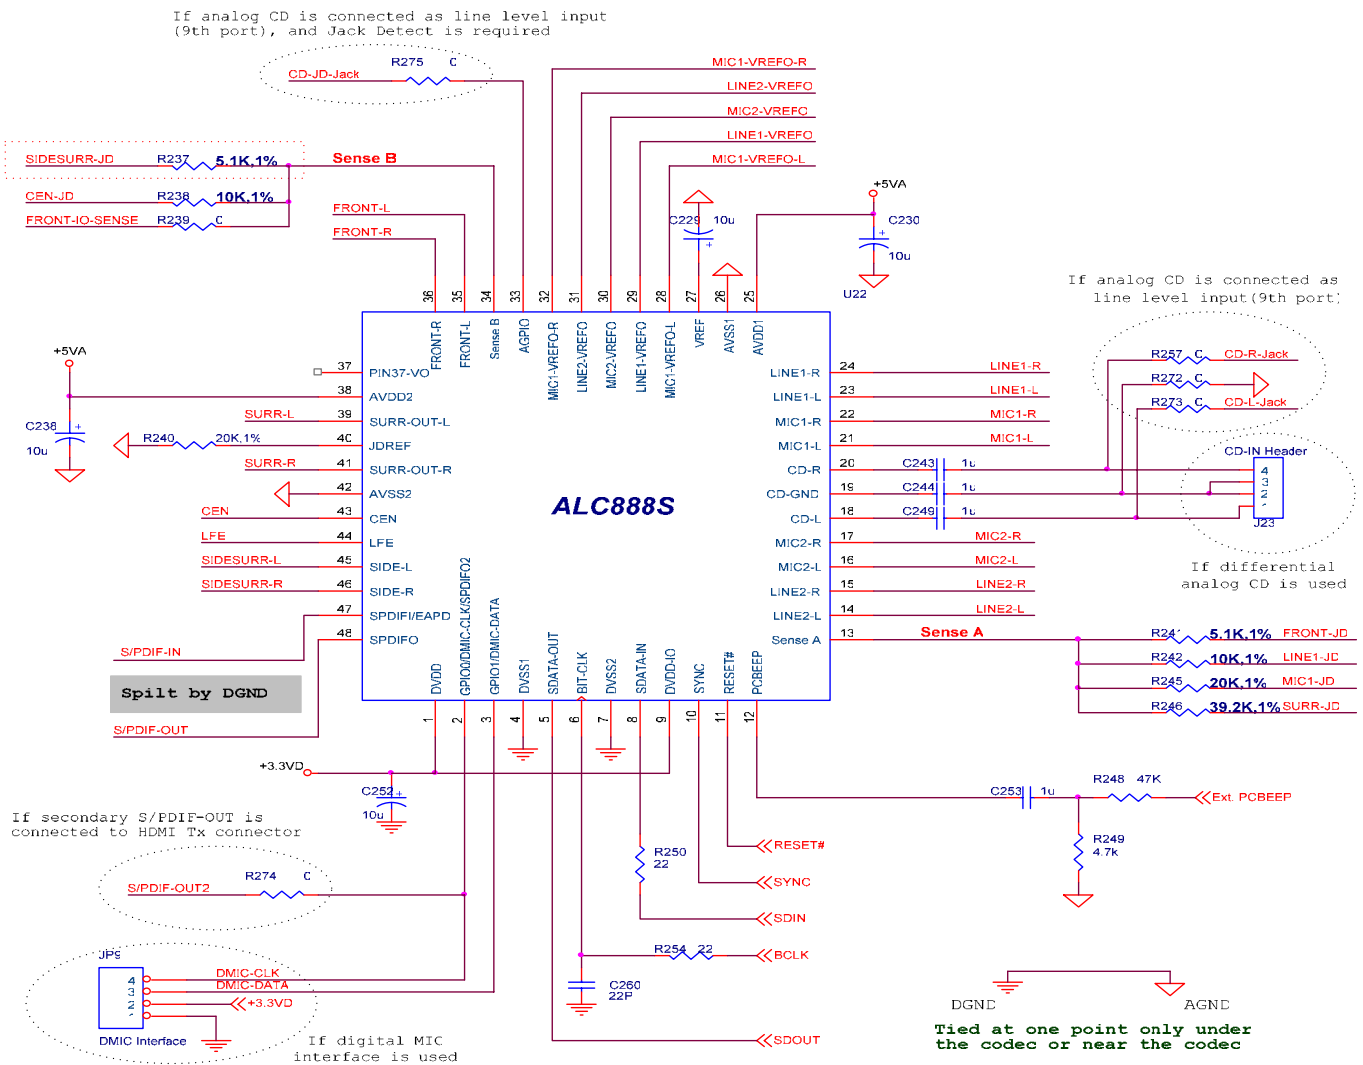 If analog CD is connected as line level input
(9th port), and Jack Detect is required
R275 0
CD-JD-Jack
MIC1-VREFO-R
LINE2-VREFO
MIC2-VREFO
LINE1-VREFO
MIC1-VREFO-L
SIDESURR-JD R237 5.1K,1% Sense B
CEN-JD R238 10K,1%
FRONT-IO-SENSE R239 0
FRONT-L
FRONT-R
C229 10u
+5VA
C230
10u
U22
36 35 34 33 32 31 30 29 28 27 26 25
FRONT-R
FRONT-L
Sense B
AGPIO
MIC1-VREFO-R
LINE2-VREFO
MIC2-VREFO
LINE1-VREFO
MIC1-VREFO-L
VREF
AVSS1
AVDD1
If analog CD is connected as
line level input(9th port)
R257 0 CD-R-Jack
R272 0
R273 0 CD-L-Jack
+5VA
C238
10u
37 PIN37-VO
38 AVDD2
SURR-L 39 SURR-OUT-L
R240 20K,1% 40 JDREF
SURR-R 41 SURR-OUT-R
42 AVSS2
CEN 43 CEN
LFE 44 LFE
SIDESURR-L 45 SIDE-L
SIDESURR-R 46 SIDE-R
47 SPDIFI/EAPD
48 SPDIFO
S/PDIF-IN
Spilt by DGND
S/PDIF-OUT
ALC888S
LINE1-R 24 LINE1-R
LINE1-L 23 LINE1-L
MIC1-R 22 MIC1-R
MIC1-L 21 MIC1-L
CD-R 20 C243 1u
CD-GND 19 C244 1u
CD-L 18 C249 1u
MIC2-R 17 MIC2-R
MIC2-L 16 MIC2-L
LINE2-R 15 LINE2-R
LINE2-L 14 LINE2-L
Sense A 13 Sense A
CD-IN Header
4
3
2
1
J23
If differential
analog CD is used
R241 5.1K,1% FRONT-JD
R242 10K,1% LINE1-JD
R245 20K,1% MIC1-JD
R246 39.2K,1% SURR-JD
DVDD
GPIO0/DMIC-CLK/SPDIFO2
GPIO1/DMIC-DATA
DVSS1
SDATA-OUT
BIT-CLK
DVSS2
SDATA-IN
DVDD-IO
SYNC
RESET#
PCBEEP
1 2 3 4 5 6 7 8 9 10 11 12
+3.3VD
C252
10u
C253 1u
R248 47K
Ext. PCBEEP
R249
4.7k
If secondary S/PDIF-OUT is
connected to HDMI Tx connector
R274 0
S/PDIF-OUT2
R250
22
RESET#
SYNC
SDIN
R254 22 BCLK
C260
22P
SDOUT
JP9
4 DMIC-CLK
3 DMIC-DATA
2 +3.3VD
1
DMIC Interface
If digital MIC
interface is used
DGND AGND
Tied at one point only under
the codec or near the codec